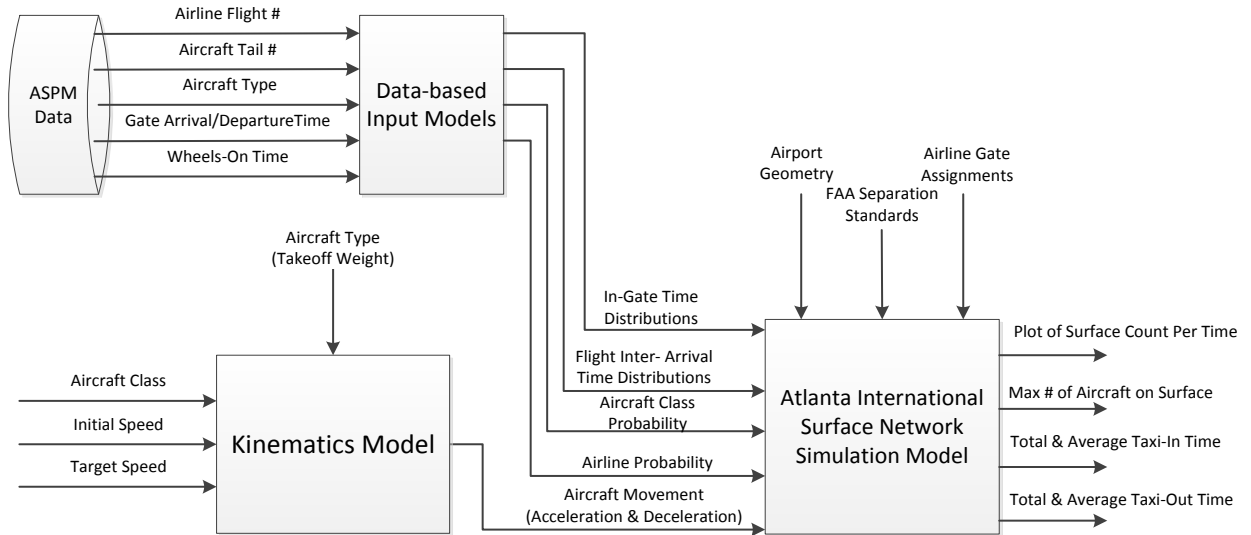 ASPM
Data
Airline Flight #
Aircraft Tail #
Aircraft Type
Gate Arrival/DepartureTime
Wheels-On Time
Data-based
Input Models
Airport
Geometry
FAA Separation
Standards
Airline Gate
Assignments
Aircraft Type
(Takeoff Weight)
Aircraft Class
Initial Speed
Target Speed
Kinematics Model
In-Gate Time
Distributions
Flight Inter- Arrival
Time Distributions
Aircraft Class
Probability
Airline Probability
Aircraft Movement
(Acceleration & Deceleration)
Atlanta International
Surface Network
Simulation Model
Plot of Surface Count Per Time
Max # of Aircraft on Surface
Total & Average Taxi-In Time
Total & Average Taxi-Out Time